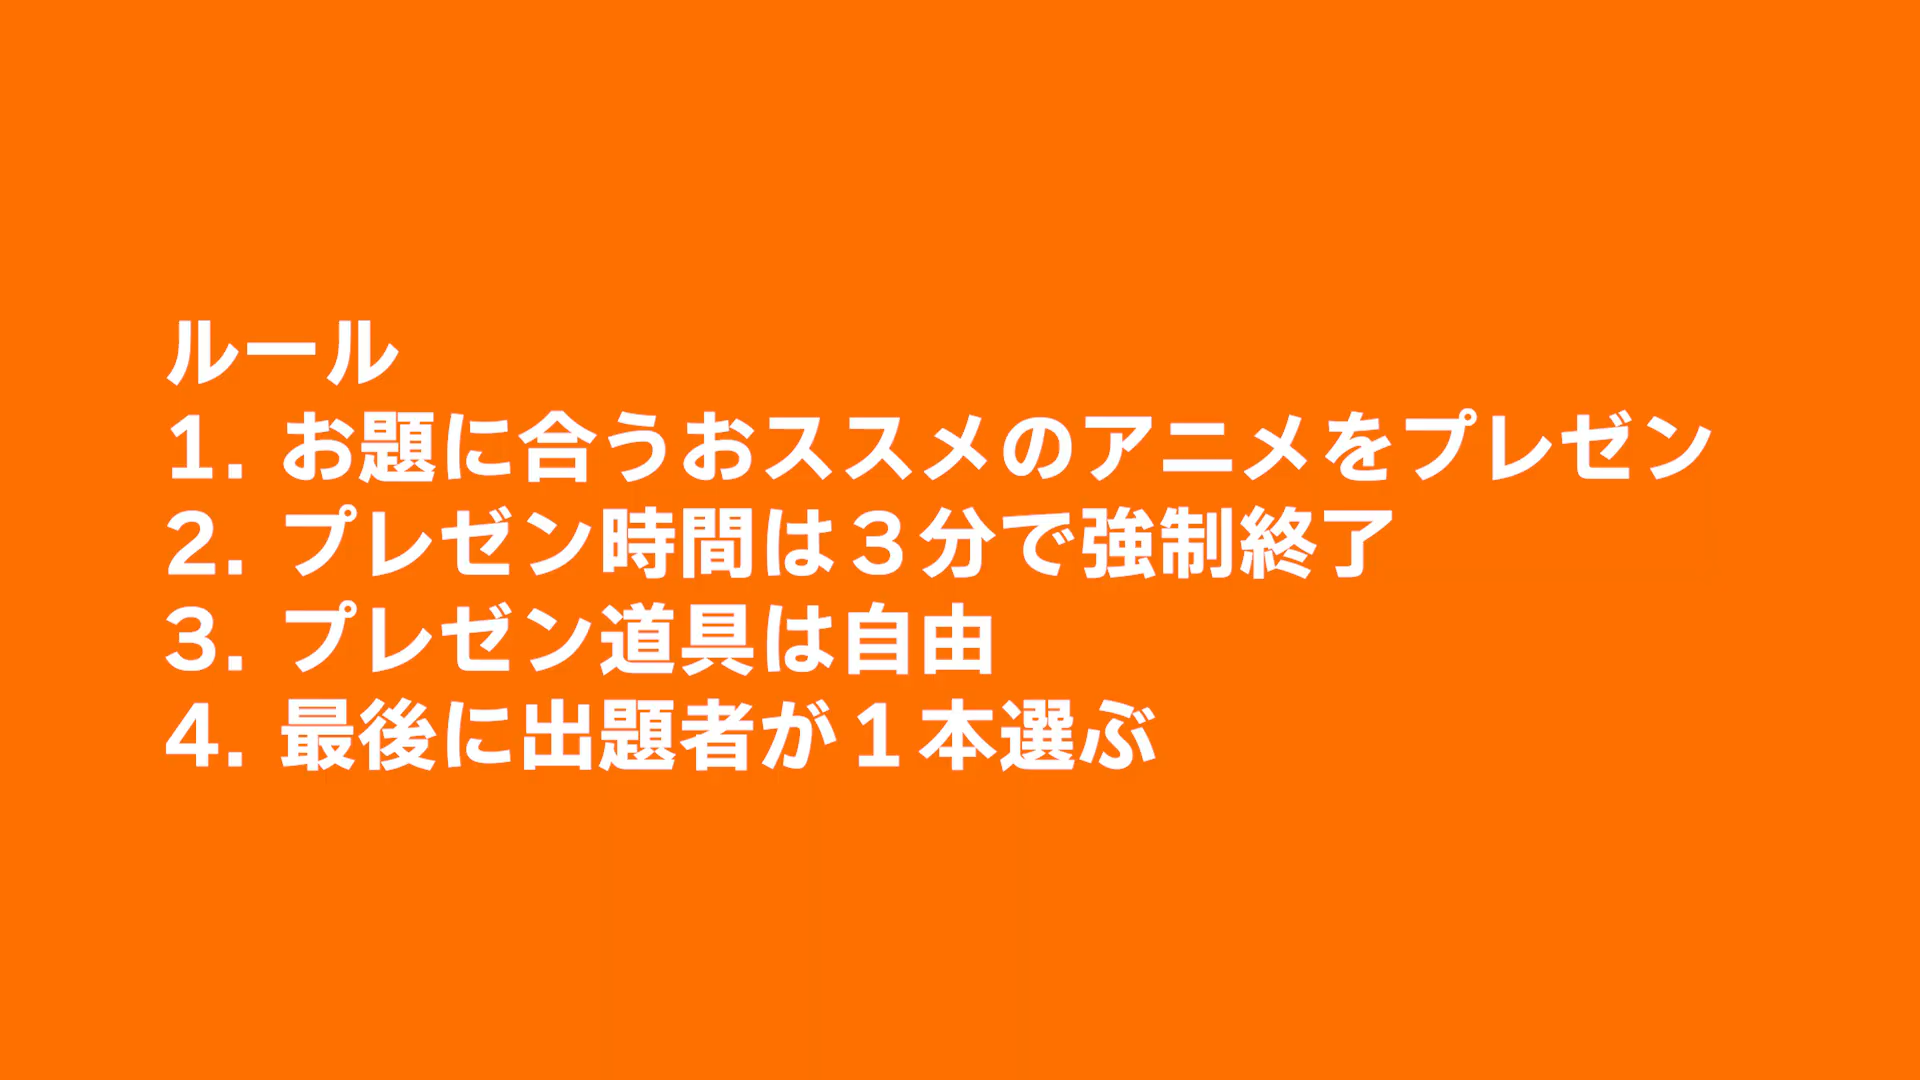 ルール
1. お題に合うおススメのアニメをプレゼン
2. プレゼン時間は３分で強制終了
3. プレゼン道具は自由
4. 最後に出題者が１本選ぶ